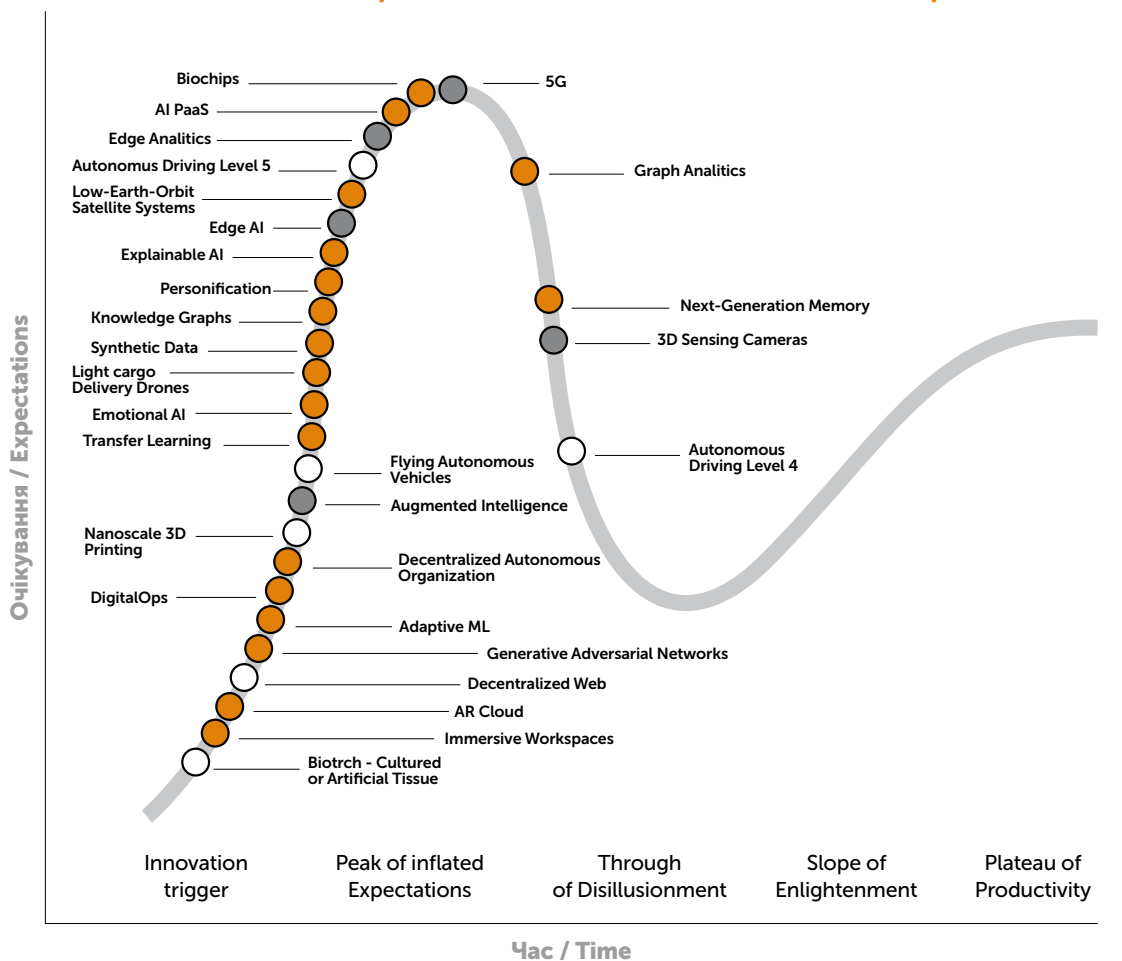 Biochips
5G
AI PaaS
Edge Analitics
Autonomus Driving Level 5
Graph Analitics
Low-Earth-Orbit
Satellite Systems
Edge AI
Explainable AI
Personification
Next-Generation Memory
Knowledge Graphs
3D Sensing Cameras
Synthetic Data
Light cargo
Delivery Drones
Emotional AI
Transfer Learning
Autonomous
Driving Level 4
Flying Autonomous
Vehicles
Augmented Intelligence
Nanoscale 3D
Printing
Decentralized Autonomous
Organization
DigitalOps
Adaptive ML
Generative Adversarial Networks
Decentralized Web
AR Cloud
Immersive Workspaces
Biotrch - Cultured
or Artificial Tissue
Очікування / Expectations
Innovation
trigger
Peak of inflated
Expectations
Through
of Disillusionment
Slope of
Enlightenment
Plateau of
Productivity
Час / Time